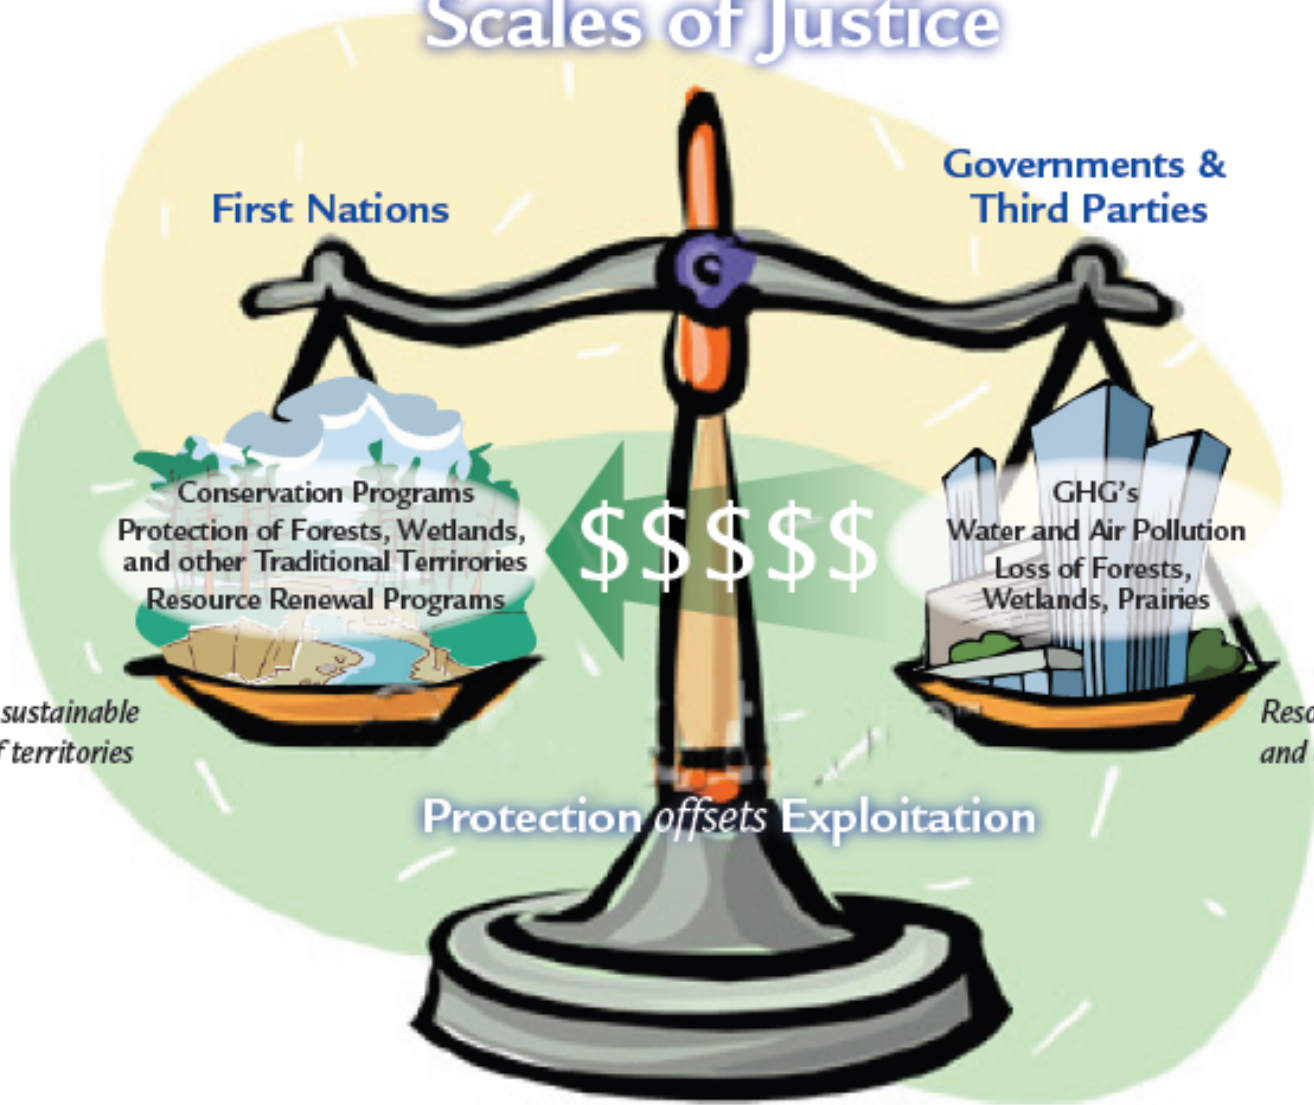 Scales of Justice
First Nations
Governments &
Third Parties
Conservation Programs
Protection of Forests, Wetlands,
and other Traditional Terrirories
Resource Renewal Programs
$$$$$
GHG's
Water and Air Pollution
Loss of Forests,
Wetlands, Prairies
sustainable
territories
and
Protection offsets Exploitation